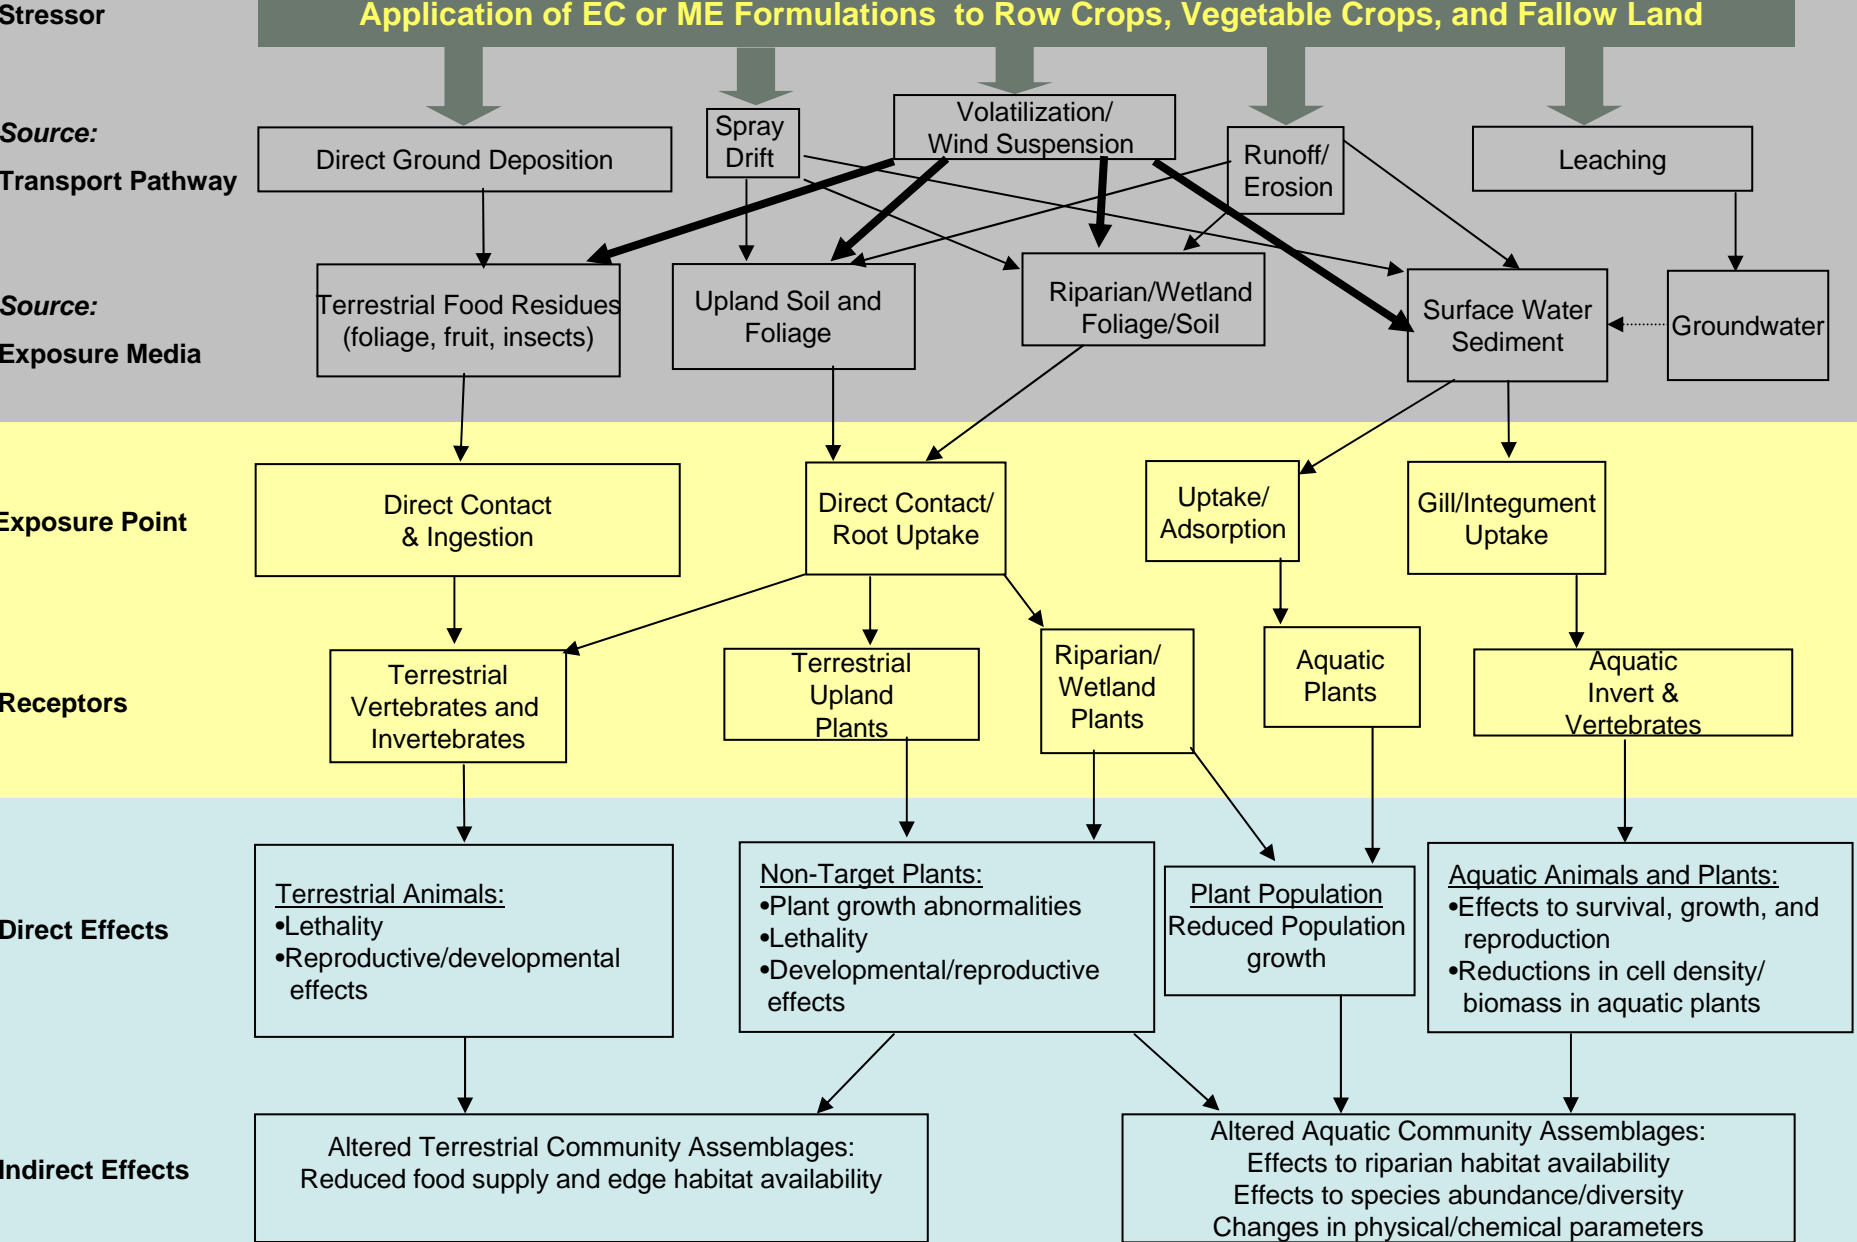 Stressor
Application of EC or ME Formulations to Row Crops, Vegetable Crops, and Fallow Land
Source:
Transport Pathway
Direct Ground Deposition
Spray
Drift
Volatilization/
Wind Suspension
Runoff/
Erosion
Leaching
Source:
Exposure Media
Terrestrial Food Residues
(foliage, fruit, insects)
Upland Soil and
Foliage
Riparian/Wetland
Foliage/Soil
Surface Water
Sediment
Groundwater
Exposure Point
Direct Contact
& Ingestion
Direct Contact/
Root Uptake
Uptake/
Adsorption
Gill/Integument
Uptake
Receptors
Terrestrial
Vertebrates and
Invertebrates
Terrestrial
Upland
Plants
Riparian/
Wetland
Plants
Aquatic
Plants
Aquatic
Invert &
Vertebrates
Direct Effects
Terrestrial Animals:
•Lethality
•Reproductive/developmental
effects
Non-Target Plants:
•Plant growth abnormalities
•Lethality
•Developmental/reproductive
effects
Plant Population
Reduced Population
growth
Aquatic Animals and Plants:
•Effects to survival, growth, and
reproduction
•Reductions in cell density/
biomass in aquatic plants
Indirect Effects
Altered Terrestrial Community Assemblages:
Reduced food supply and edge habitat availability
Altered Aquatic Community Assemblages:
Effects to riparian habitat availability
Effects to species abundance/diversity
Changes in physical/chemical parameters